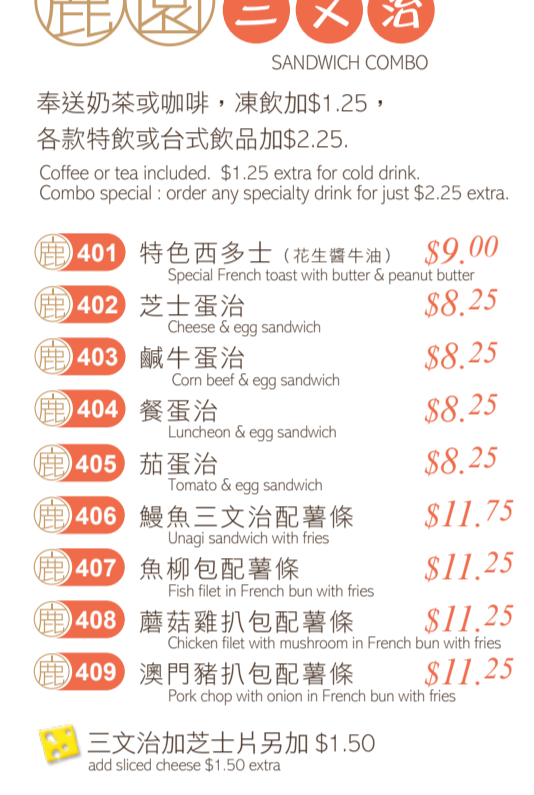 鹿園三文治
SANDWICH COMBO
奉送奶茶或咖啡，凍飲加$1.25，
各款特飲或台式飲品加$2.25.
Coffee or tea included. $1.25 extra for cold drink.
Combo special : order any specialty drink for just $2.25 extra.
鹿 401 特色西多士（花生醬牛油） $9.00
Special French toast with butter & peanut butter
鹿 402 芝士蛋治 $8.25
Cheese & egg sandwich
鹿 403 鹹牛蛋治 $8.25
Corn beef & egg sandwich
鹿 404 餐蛋治 $8.25
Luncheon & egg sandwich
鹿 405 茄蛋治 $8.25
Tomato & egg sandwich
鹿 406 鰻魚三文治配薯條 $11.75
Unagi sandwich with fries
鹿 407 魚柳包配薯條 $11.25
Fish filet in French bun with fries
鹿 408 蘑菇雞扒包配薯條 $11.25
Chicken filet with mushroom in French bun with fries
鹿 409 澳門豬扒包配薯條 $11.25
Pork chop with onion in French bun with fries
三文治加芝士片另加 $1.50
add sliced cheese $1.50 extra